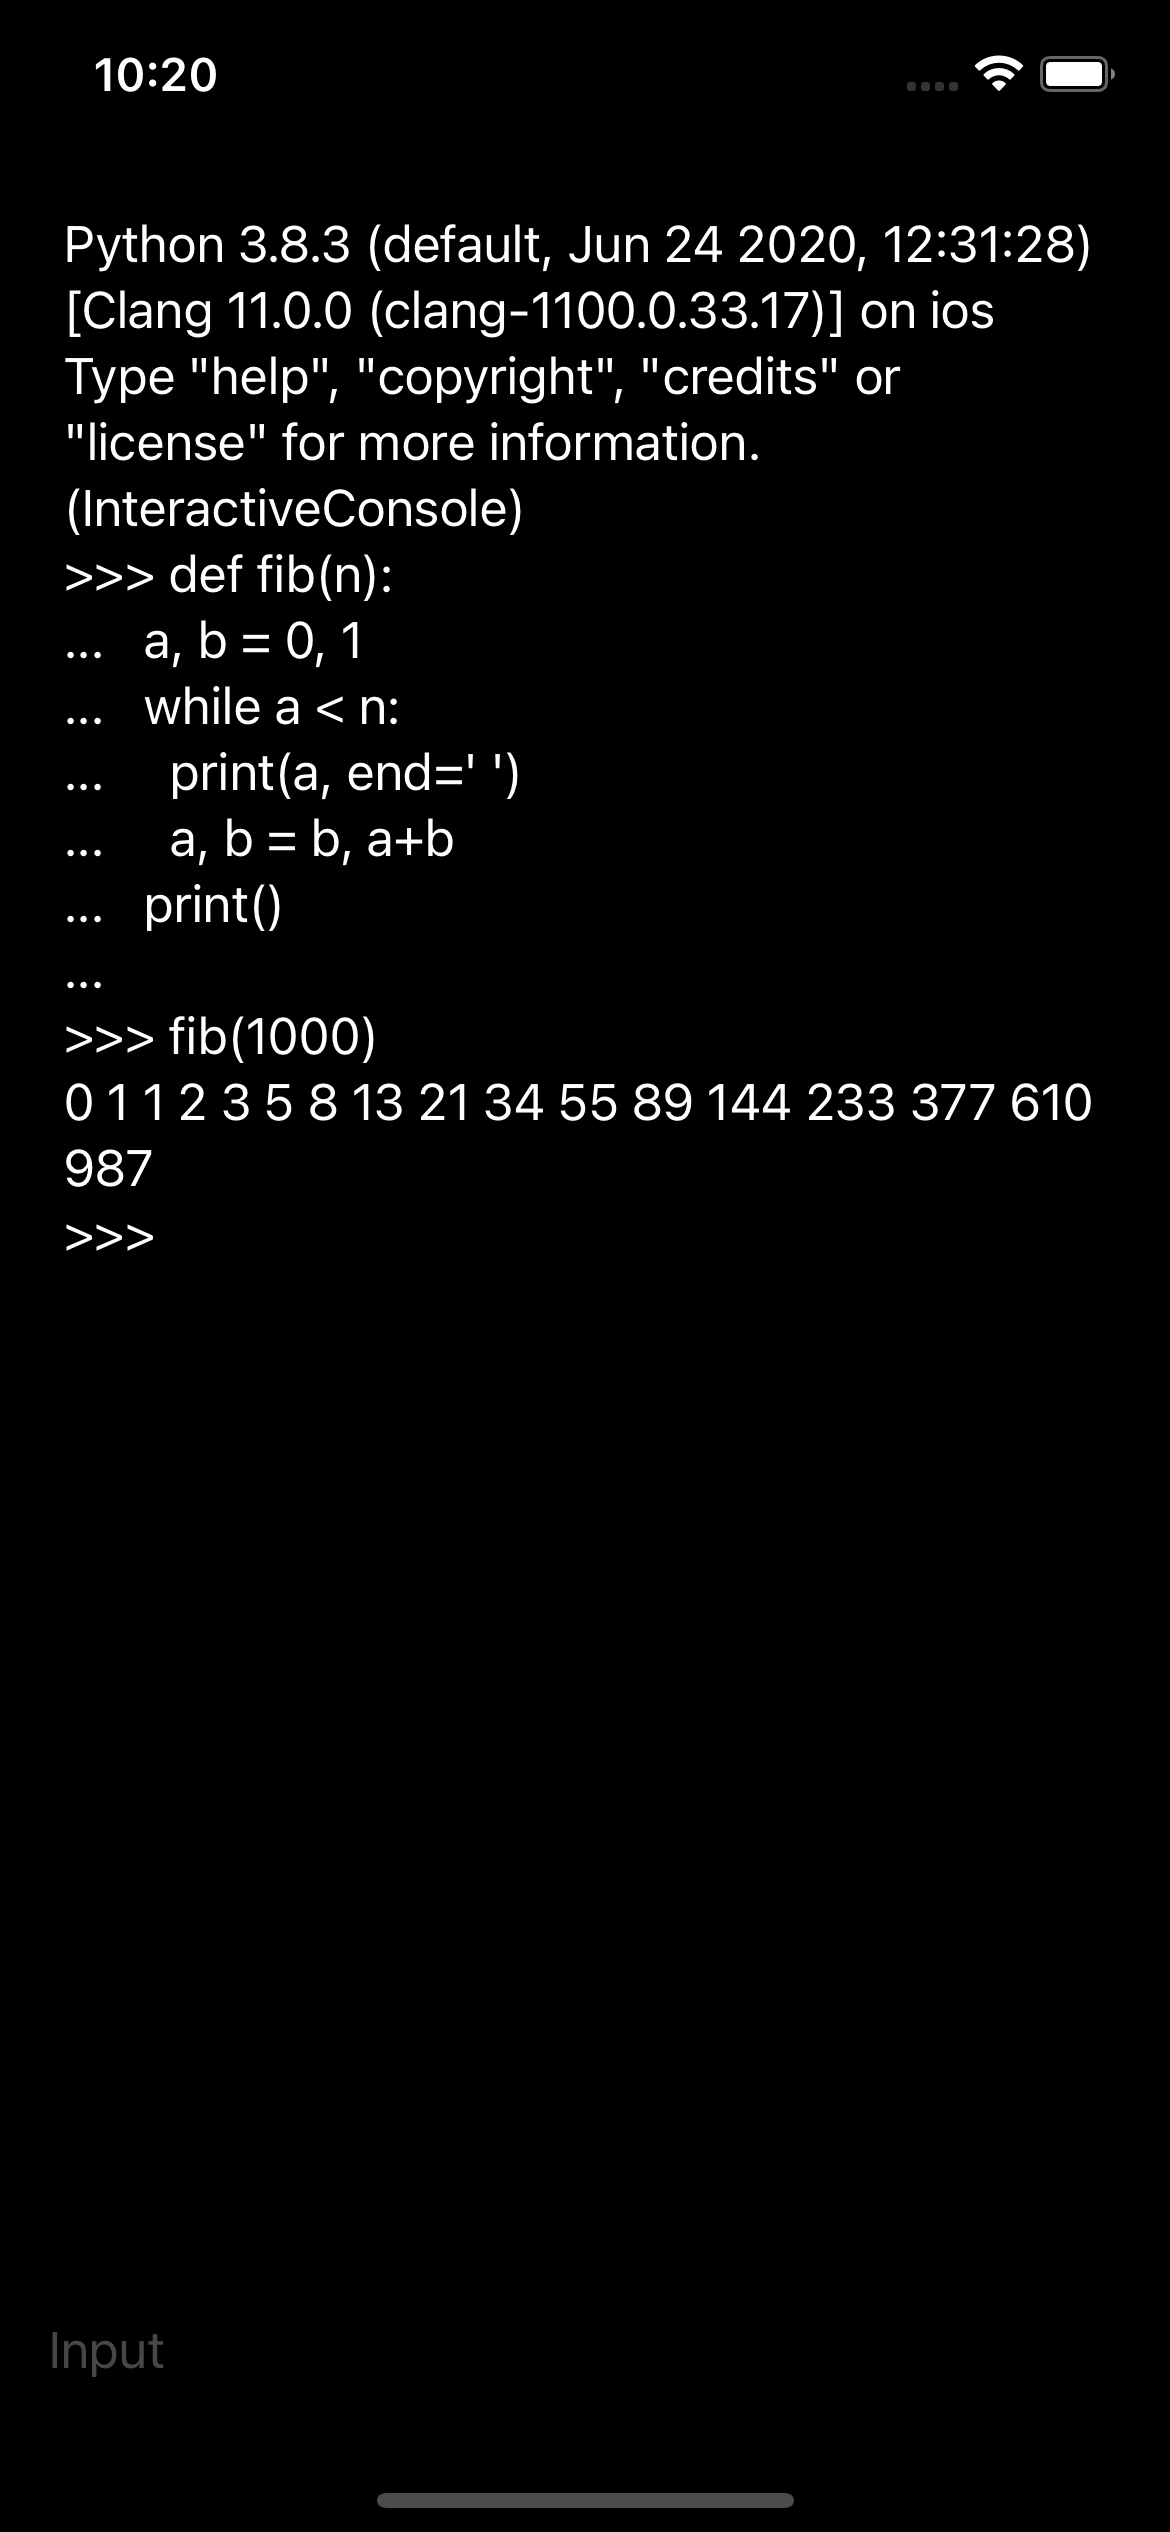 10:20
Python 3.8.3 (default, Jun 24 2020, 12:31:28)
[Clang 11.0.0 (clang-1100.0.33.17)] on ios
Type "help", "copyright", "credits" or
"license" for more information.
(InteractiveConsole)
>>> def fib(n):
...   a, b = 0, 1
...   while a < n:
...     print(a, end=' ')
...     a, b = b, a+b
...   print()
...
>>> fib(1000)
0 1 1 2 3 5 8 13 21 34 55 89 144 233 377 610
987
>>>
Input